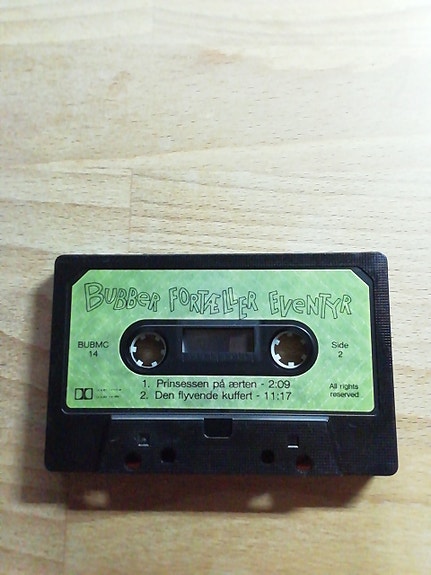 BUBBER FORTÆLLER EVENTYR
BUBMC
14
Side
2
1. Prinsessen på ærten - 2:09
2. Den flyvende kuffert - 11:17
All rights
reserved